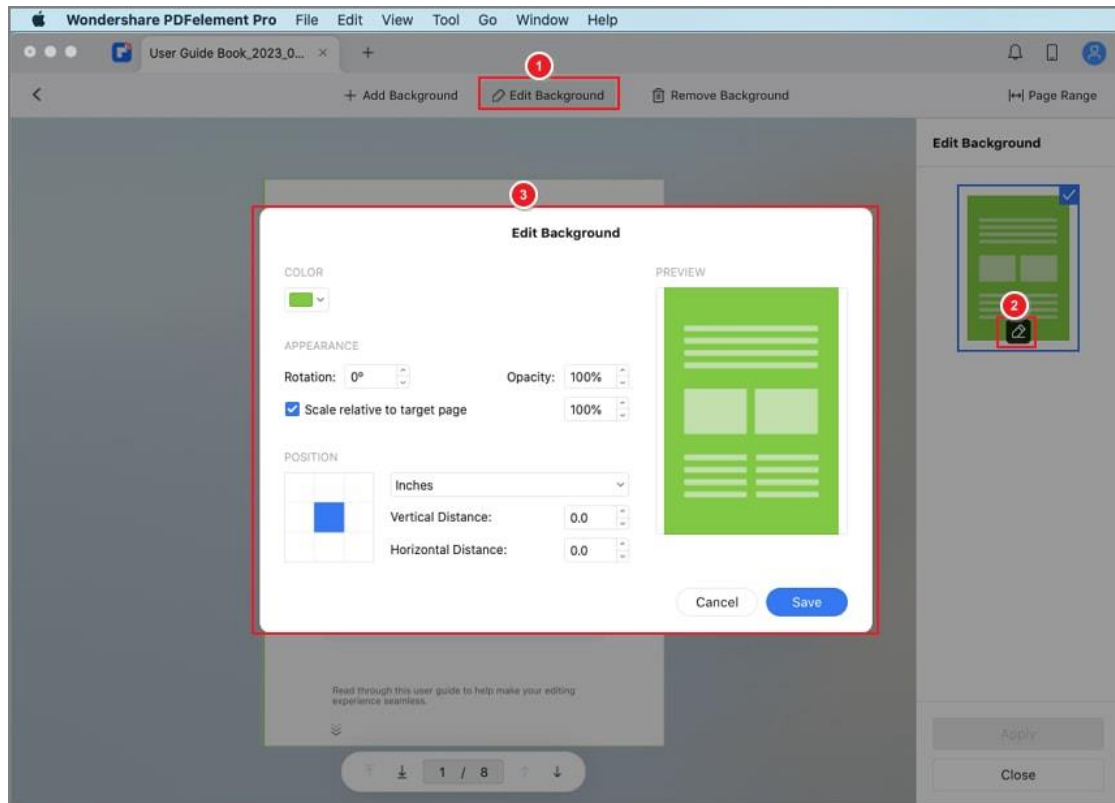 Wondershare PDFelement Pro File Edit View Tool Go Window Help
User Guide Book_2023_0... × +
1
+ Add Background Edit Background Remove Background Page Range
Edit Background
3
Edit Background
COLOR
PREVIEW
2
APPEARANCE
Rotation: 0° Opacity: 100%
Scale relative to target page 100%
POSITION
Inches
Vertical Distance: 0.0
Horizontal Distance: 0.0
Cancel Save
Read through this user guide to help make your editing
experience seamless.
Apply
1 / 8
Close